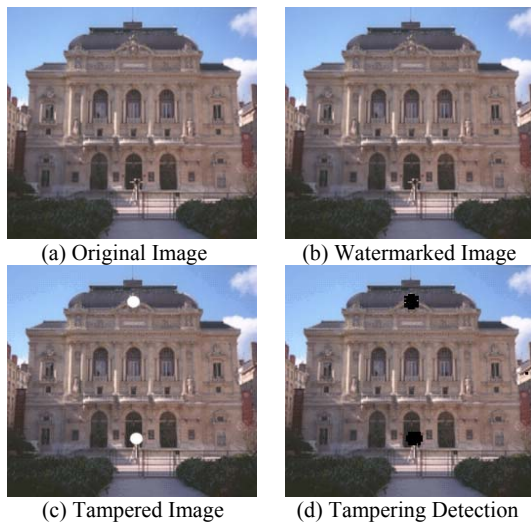 (a) Original Image
(b) Watermarked Image
(c) Tampered Image
(d) Tampering Detection